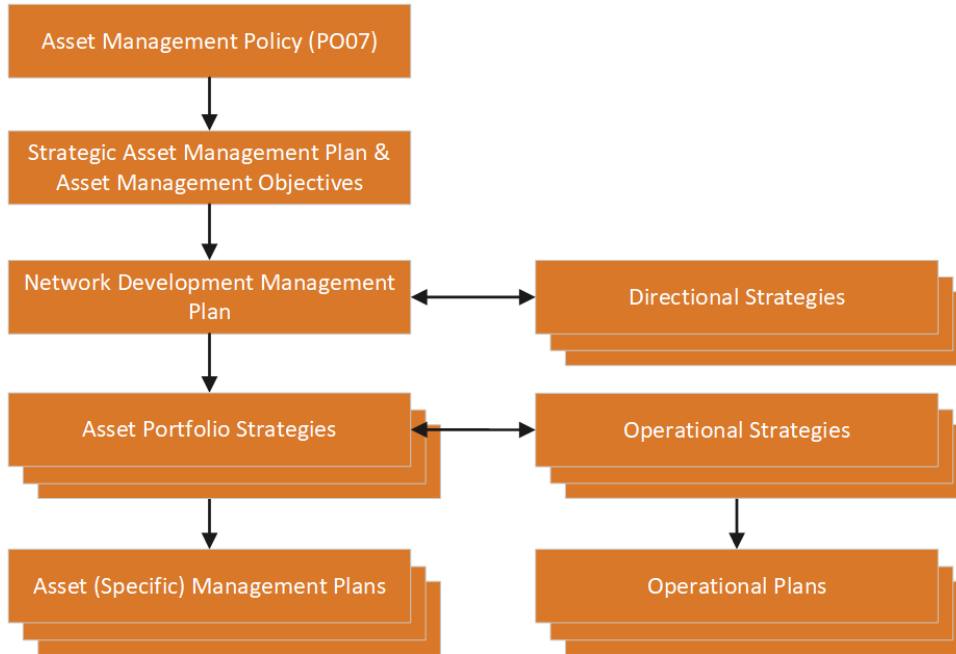 Asset Management Policy (PO07)
Strategic Asset Management Plan &
Asset Management Objectives
Network Development Management
Plan
Directional Strategies
Asset Portfolio Strategies
Operational Strategies
Asset (Specific) Management Plans
Operational Plans